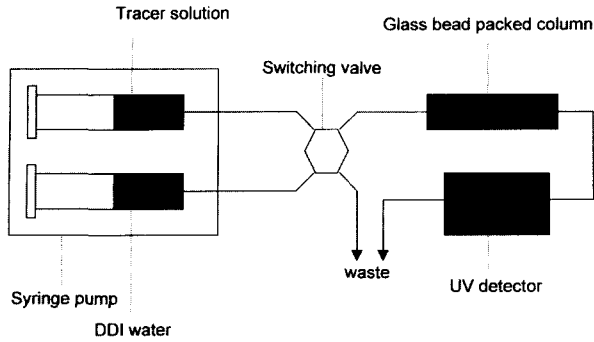 Tracer solution
Glass bead packed column
Switching valve
waste
UV detector
Syringe pump
DDI water